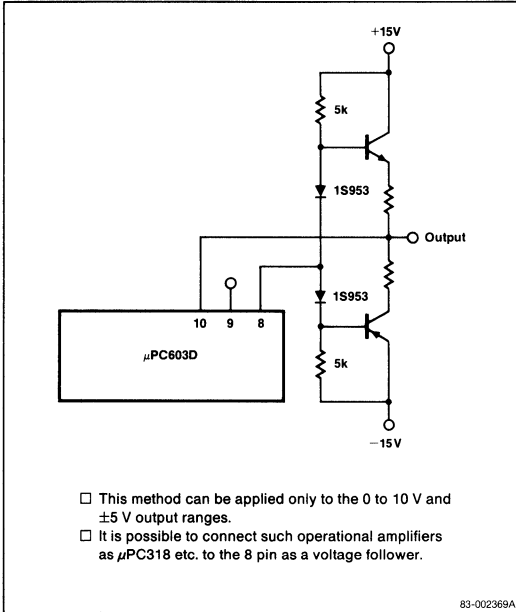 +15V
5k
1S953
Output
1S953
10 9 8
μPC603D
5k
−15V
☐ This method can be applied only to the 0 to 10 V and
±5 V output ranges.
☐ It is possible to connect such operational amplifiers
as μPC318 etc. to the 8 pin as a voltage follower.
83-002369A